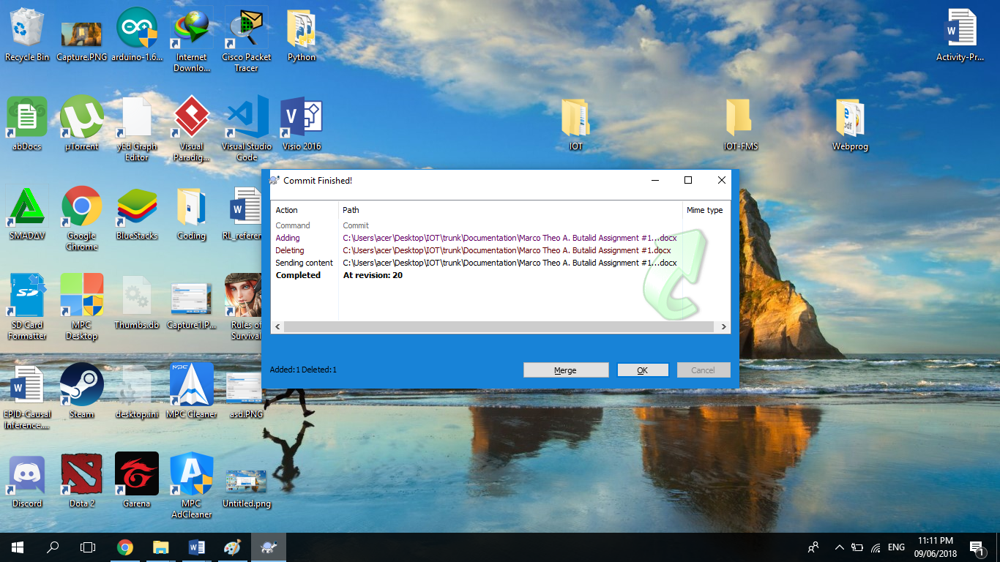 Recycle Bin
Capture.PNG
arduino-1.6...
Internet
Downlo...
Cisco Packet
Tracer
Python
Activity-Pr...
abDocs
µTorrent
yEd Graph
Editor
Visual
Paradig...
Visual Studio
Code
Visio 2016
IOT
IOT-FMS
Webprog
Commit Finished!
Action
Path
Mime type
Command
Commit
Adding
C:\Users\acer\Desktop\IOT\trunk\Documentation\Marco Theo A. Butalid Assignment #1...docx
Deleting
C:\Users\acer\Desktop\IOT\trunk\Documentation\Marco Theo A. Butalid Assignment #1.docx
Sending content
C:\Users\acer\Desktop\IOT\trunk\Documentation\Marco Theo A. Butalid Assignment #1...docx
Completed
At revision: 20
SMADΔV
Google
Chrome
BlueStacks
Coding
RL_referen
SD Card
Formatter
MPC
Desktop
Thumbs.db
Capture1.P...
Rules of
Survival
Added:1 Deleted:1
Merge
OK
Cancel
EPID-Causal
Inference....
Steam
desktop.ini
MPC
MPC Cleaner
asd.PNG
Discord
Dota 2
Garena
MPC
AdCleaner
Untitled.png
ENG
11:11 PM
09/06/2018
1